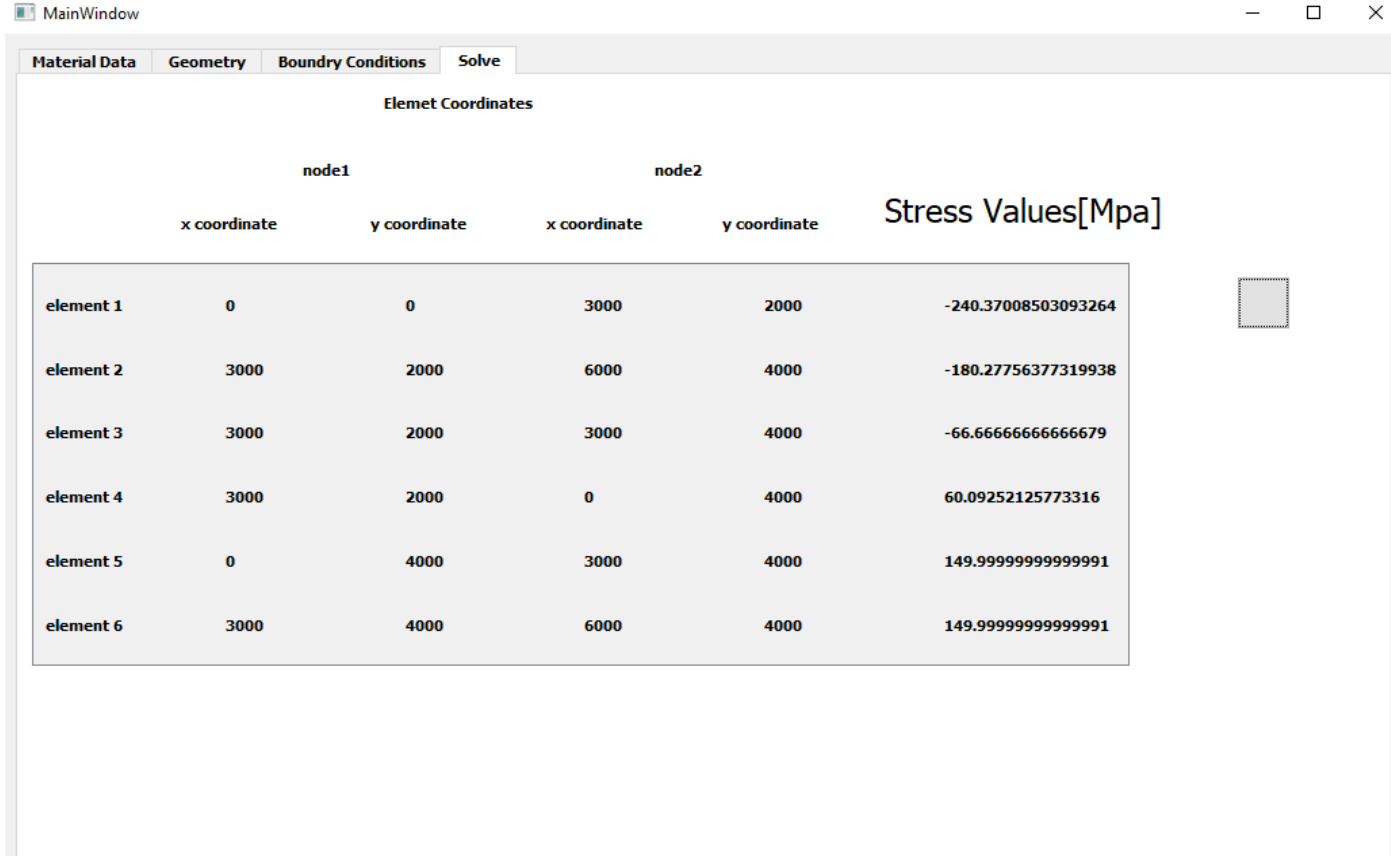 MainWindow
Material Data Geometry Boundry Conditions Solve
Elemet Coordinates
node1 node2
x coordinate y coordinate x coordinate y coordinate Stress Values[Mpa]
element 1 0 0 3000 2000 -240.37008503093264
element 2 3000 2000 6000 4000 -180.27756377319938
element 3 3000 2000 3000 4000 -66.66666666666679
element 4 3000 2000 0 4000 60.09252125773316
element 5 0 4000 3000 4000 149.99999999999991
element 6 3000 4000 6000 4000 149.99999999999991